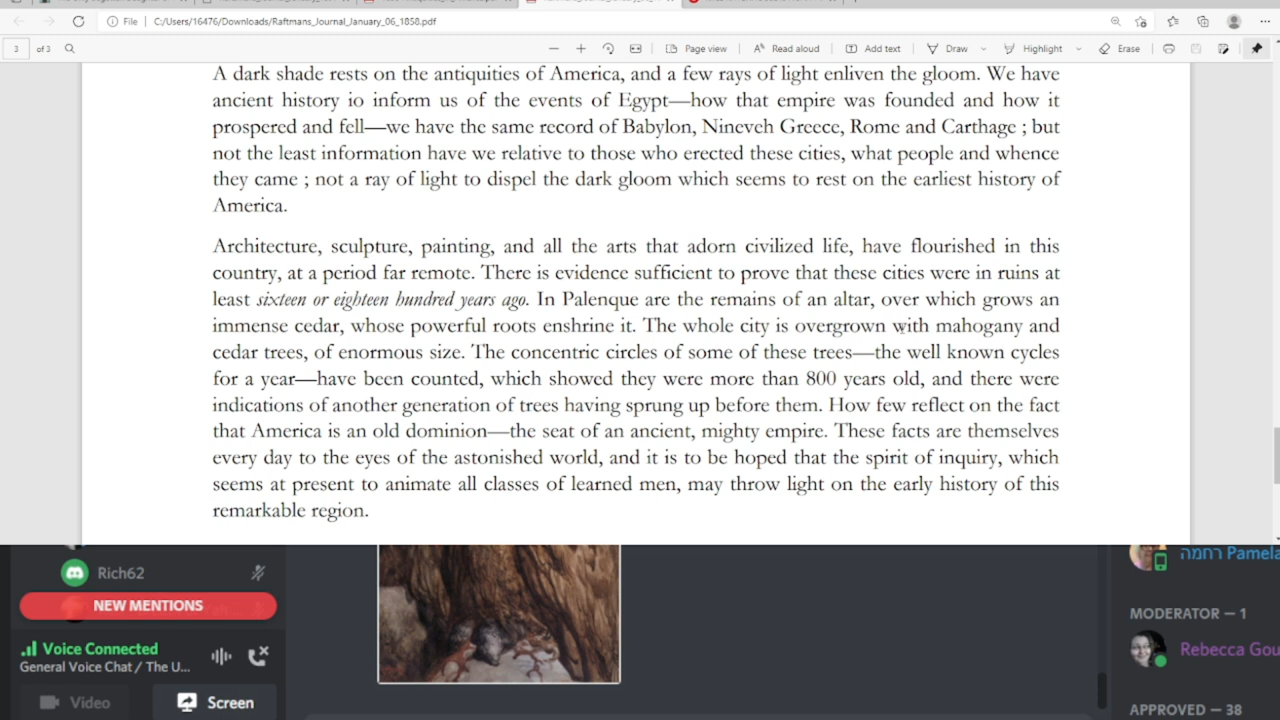 File
C:/Users/16476/Downloads/Raftmans_Journal_January_06_1858.pdf
3 of 3
Page view
Read aloud
Add text
Draw
Highlight
Erase
A dark shade rests on the antiquities of America, and a few rays of light enliven the gloom. We have
ancient history io inform us of the events of Egypt—how that empire was founded and how it
prospered and fell—we have the same record of Babylon, Nineveh Greece, Rome and Carthage ; but
not the least information have we relative to those who erected these cities, what people and whence
they came ; not a ray of light to dispel the dark gloom which seems to rest on the earliest history of
America.
Architecture, sculpture, painting, and all the arts that adorn civilized life, have flourished in this
country, at a period far remote. There is evidence sufficient to prove that these cities were in ruins at
least sixteen or eighteen hundred years ago. In Palenque are the remains of an altar, over which grows an
immense cedar, whose powerful roots enshrine it. The whole city is overgrown with mahogany and
cedar trees, of enormous size. The concentric circles of some of these trees—the well known cycles
for a year—have been counted, which showed they were more than 800 years old, and there were
indications of another generation of trees having sprung up before them. How few reflect on the fact
that America is an old dominion—the seat of an ancient, mighty empire. These facts are themselves
every day to the eyes of the astonished world, and it is to be hoped that the spirit of inquiry, which
seems at present to animate all classes of learned men, may throw light on the early history of this
remarkable region.
Rich62
NEW MENTIONS
Voice Connected
General Voice Chat / The U...
Video
Screen
רחמה Pamela
MODERATOR — 1
Rebecca Gou
APPROVED — 38